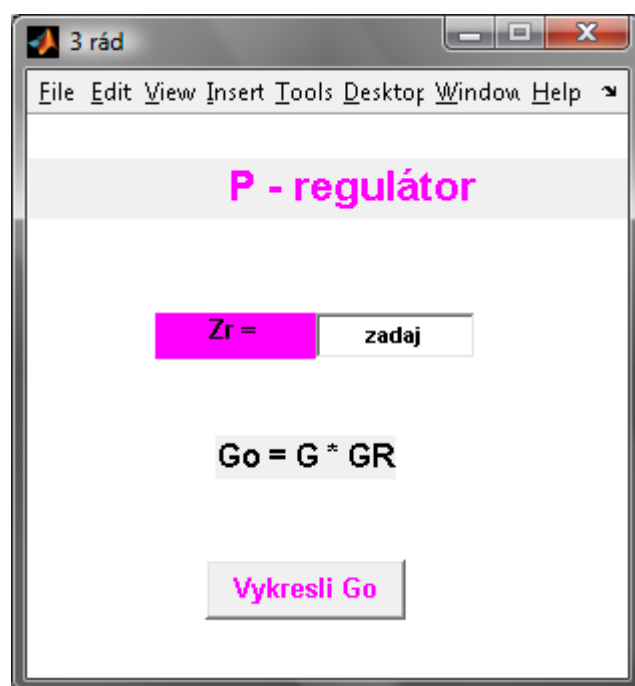 3 rád
File Edit View Insert Tools Desktop Window Help
P - regulátor
Zr = zadaj
Go = G * GR
Vykresli Go